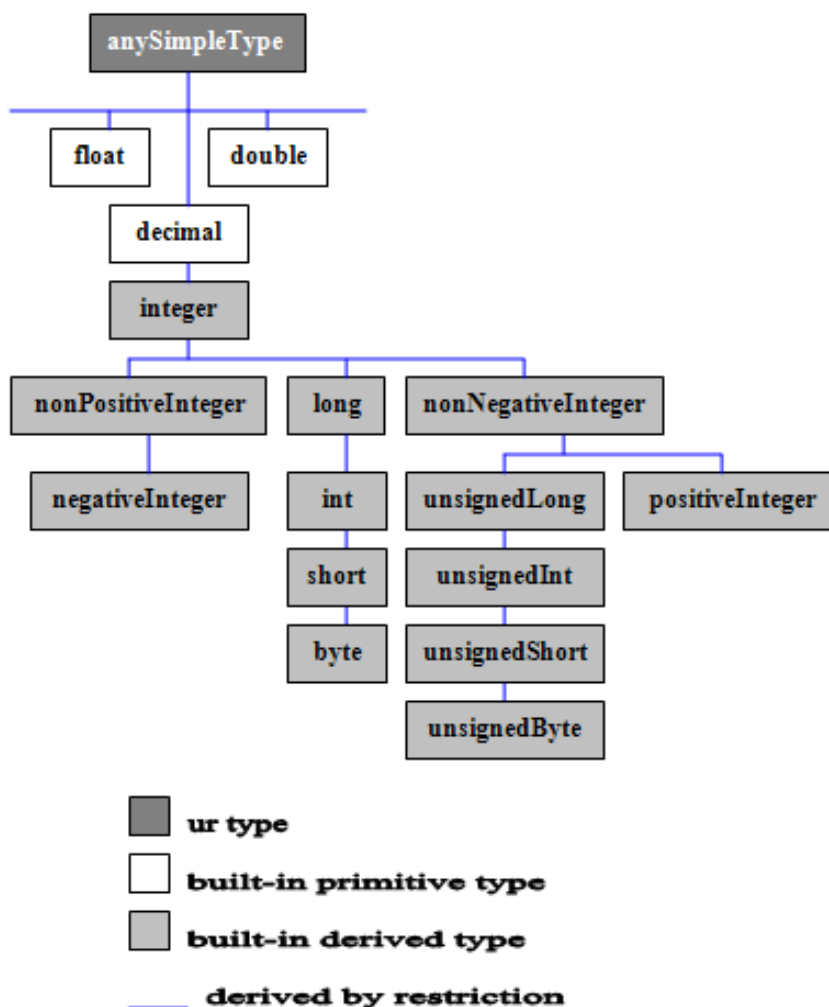 anySimpleType
float double
decimal
integer
nonPositiveInteger long nonNegativeInteger
negativeInteger int unsignedLong positiveInteger
short unsignedInt
byte unsignedShort
unsignedByte
ur type
built-in primitive type
built-in derived type
derived by restriction